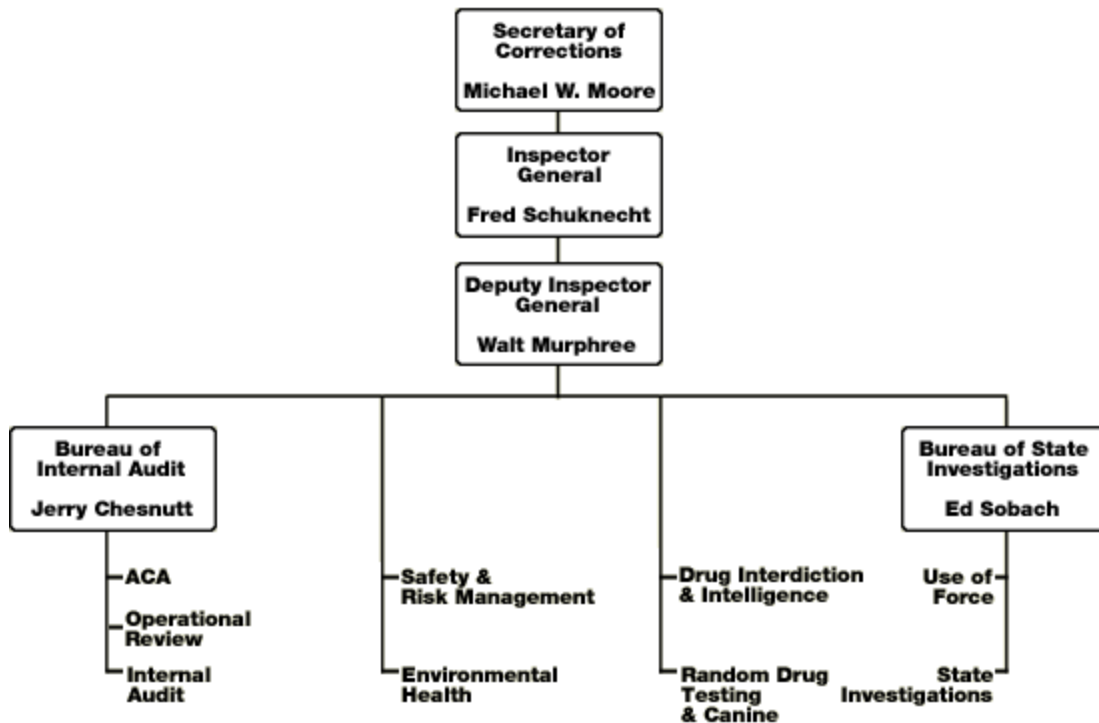 Secretary of
Corrections
Michael W. Moore
Inspector
General
Fred Schuknecht
Deputy Inspector
General
Walt Murphree
Bureau of
Internal Audit
Jerry Chesnutt
Bureau of State
Investigations
Ed Sobach
ACA
Operational
Review
Internal
Audit
Safety &
Risk Management
Environmental
Health
Drug Interdiction
& Intelligence
Random Drug
Testing
& Canine
Use of
Force
State
Investigations